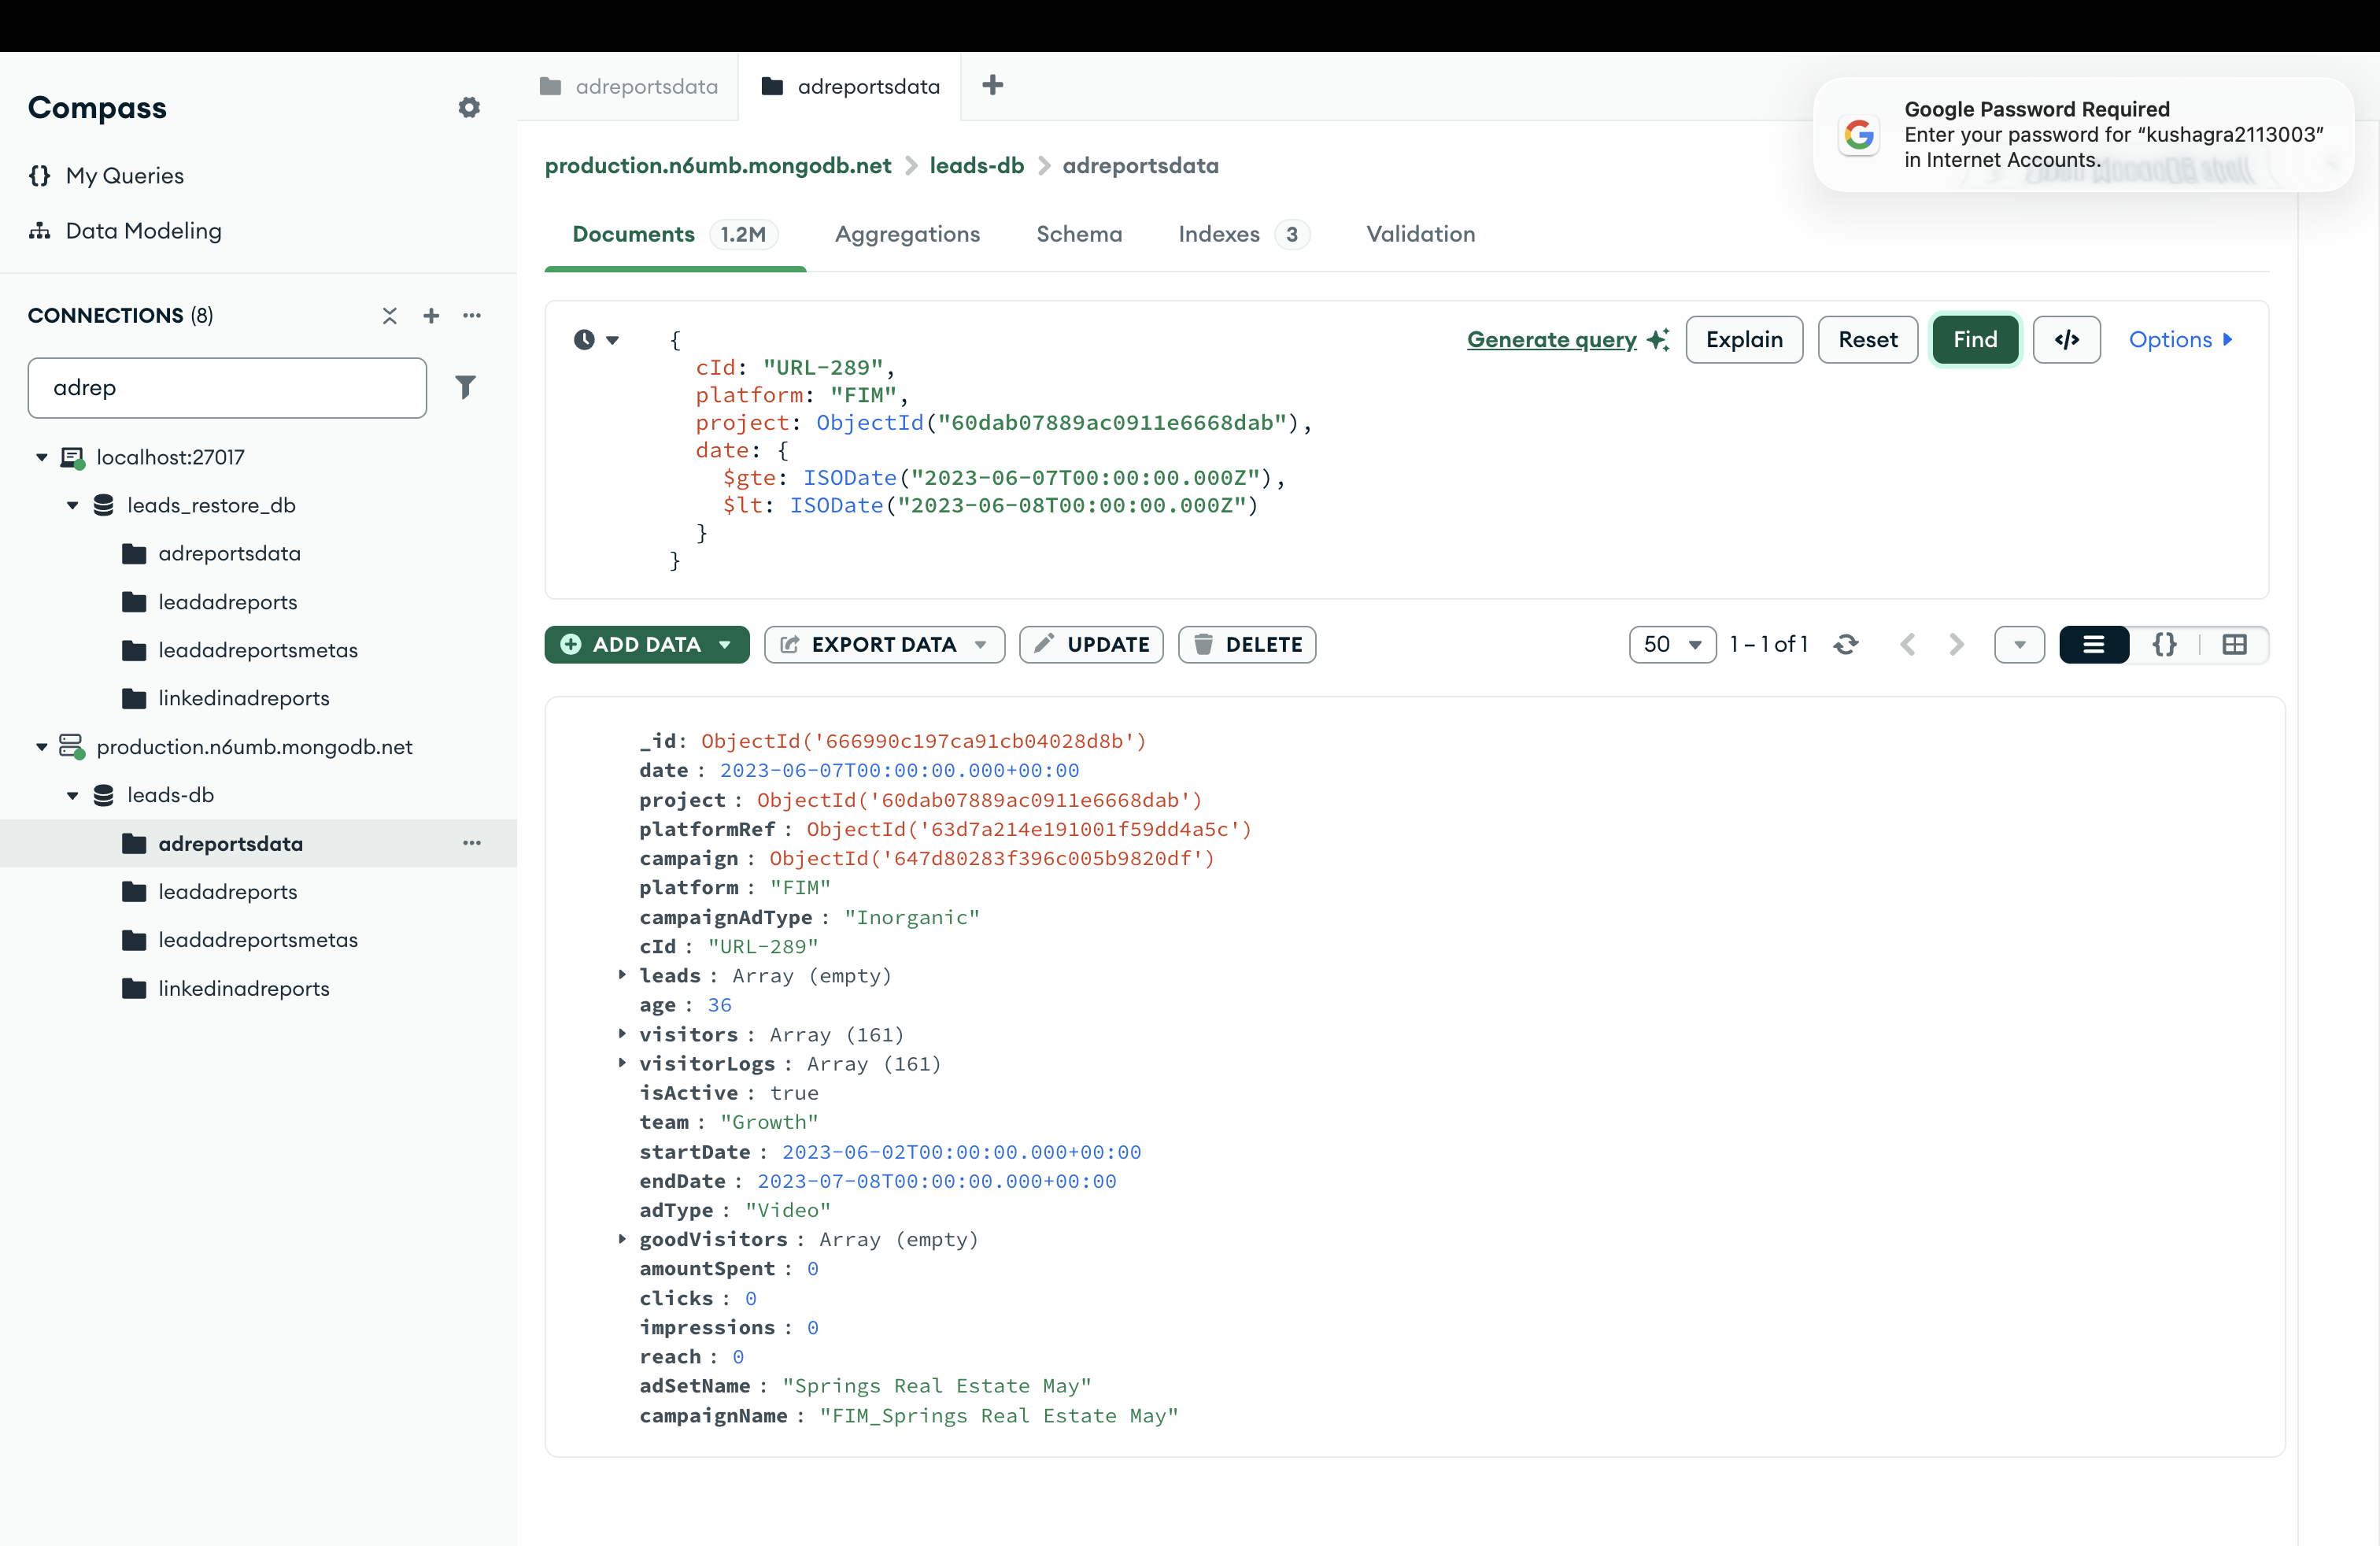 Compass
My Queries
Data Modeling
CONNECTIONS (8)
adrep
localhost:27017
leads_restore_db
adreportsdata
leadadreports
leadadreportsmetas
linkedinadreports
production.n6umb.mongodb.net
leads-db
adreportsdata
leadadreports
leadadreportsmetas
linkedinadreports
adreportsdata
adreportsdata
Google Password Required
Enter your password for “kushagra2113003”
in Internet Accounts.
production.n6umb.mongodb.net > leads-db > adreportsdata
Documents 1.2M Aggregations Schema Indexes 3 Validation
Generate query Explain Reset Find </> Options
{
cId: "URL-289",
platform: "FIM",
project: ObjectId("60dab07889ac0911e6668dab"),
date: {
$gte: ISODate("2023-06-07T00:00:00.000Z"),
$lt: ISODate("2023-06-08T00:00:00.000Z")
}
}
ADD DATA EXPORT DATA UPDATE DELETE 50 1 – 1 of 1 {}
_id: ObjectId('666990c197ca91cb04028d8b')
date : 2023-06-07T00:00:00.000+00:00
project : ObjectId('60dab07889ac0911e6668dab')
platformRef : ObjectId('63d7a214e191001f59dd4a5c')
campaign : ObjectId('647d80283f396c005b9820df')
platform : "FIM"
campaignAdType : "Inorganic"
cId : "URL-289"
leads : Array (empty)
age : 36
visitors : Array (161)
visitorLogs : Array (161)
isActive : true
team : "Growth"
startDate : 2023-06-02T00:00:00.000+00:00
endDate : 2023-07-08T00:00:00.000+00:00
adType : "Video"
goodVisitors : Array (empty)
amountSpent : 0
clicks : 0
impressions : 0
reach : 0
adSetName : "Springs Real Estate May"
campaignName : "FIM_Springs Real Estate May"